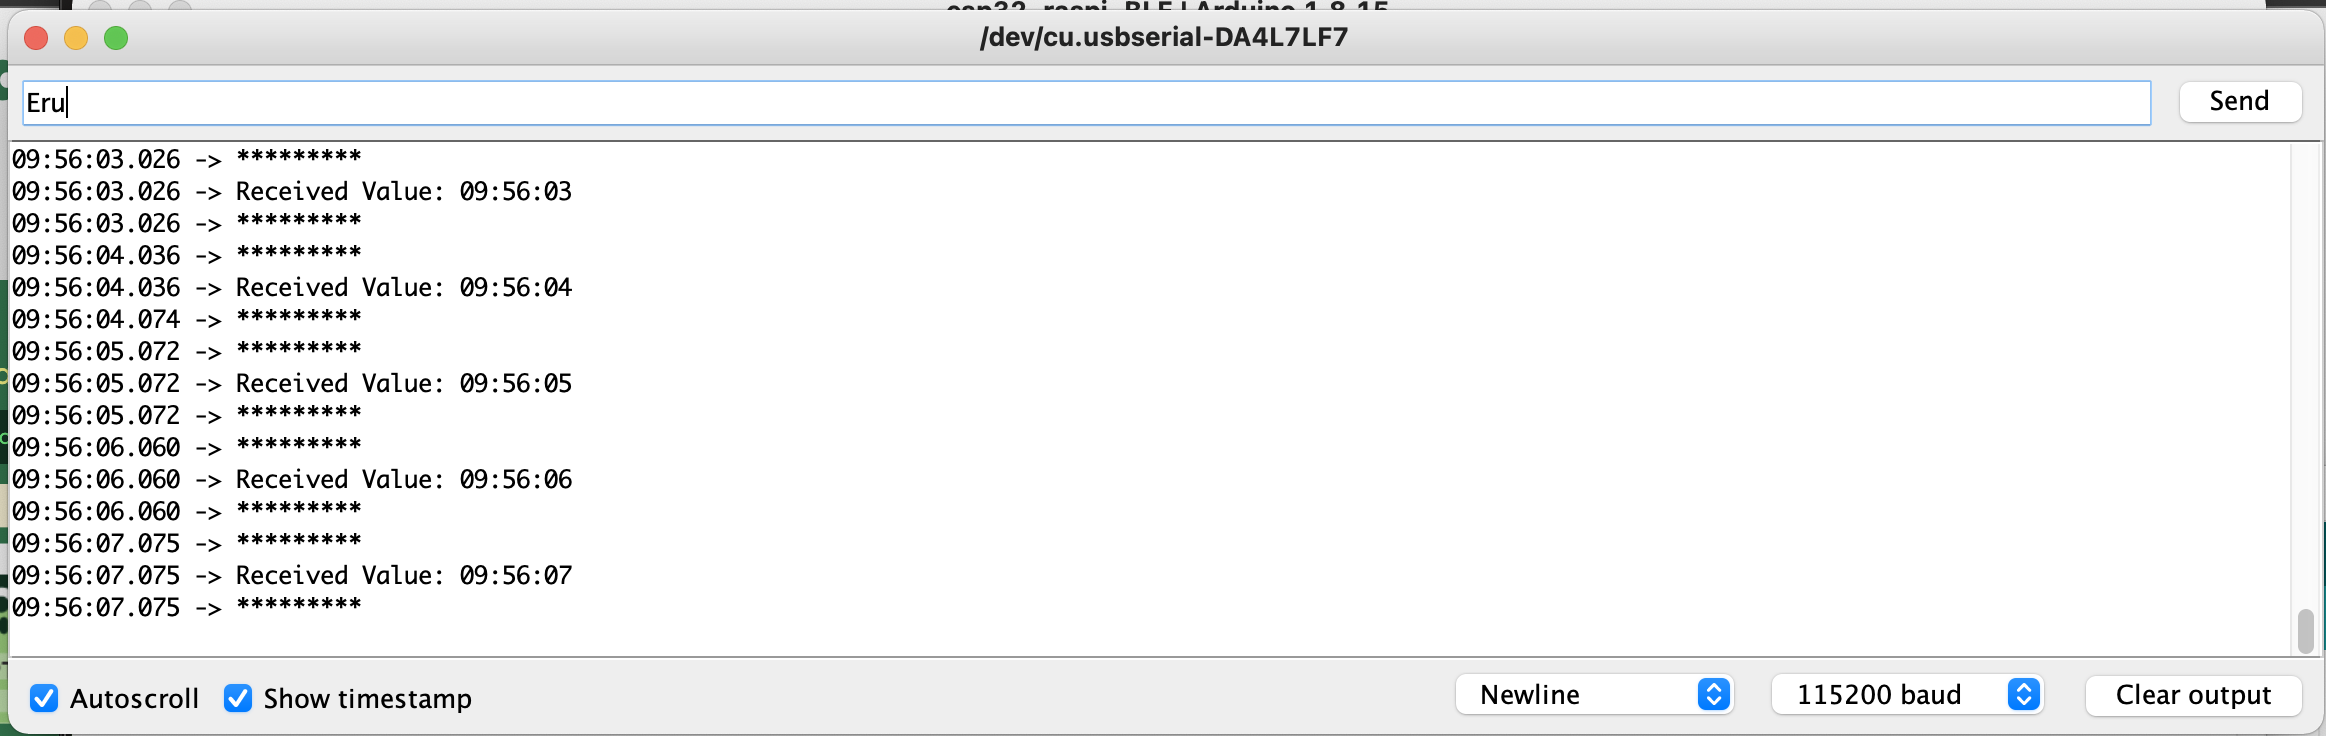 esp32_raspi_BLE | Arduino 1.8.15
/dev/cu.usbserial-DA4L7LF7
Eru
Send
09:56:03.026 -> *********
09:56:03.026 -> Received Value: 09:56:03
09:56:03.026 -> *********
09:56:04.036 -> *********
09:56:04.036 -> Received Value: 09:56:04
09:56:04.074 -> *********
09:56:05.072 -> *********
09:56:05.072 -> Received Value: 09:56:05
09:56:05.072 -> *********
09:56:06.060 -> *********
09:56:06.060 -> Received Value: 09:56:06
09:56:06.060 -> *********
09:56:07.075 -> *********
09:56:07.075 -> Received Value: 09:56:07
09:56:07.075 -> *********
Autoscroll
Show timestamp
Newline
115200 baud
Clear output